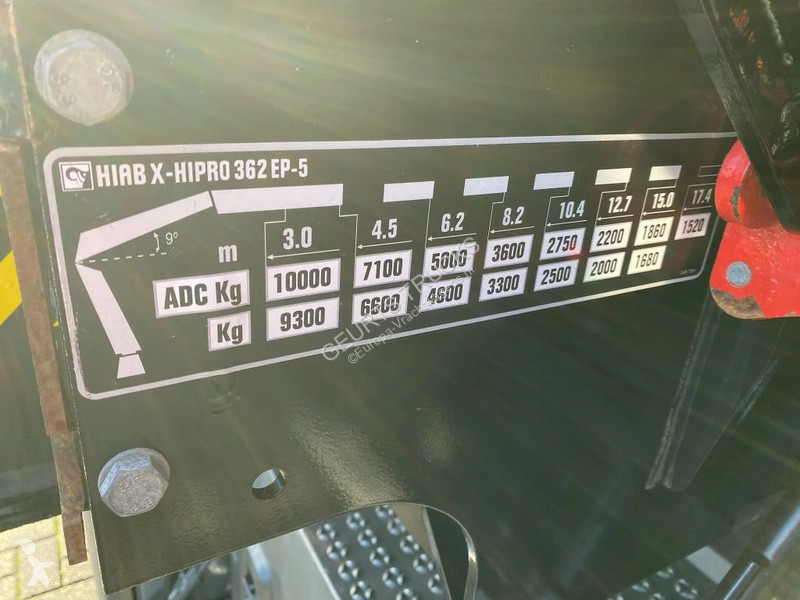 HIAB X-HIPRO 362 EP-5
9°
m 3.0 4.5 6.2 8.2 10.4 12.7 15.0 17.4
ADC Kg 10000 7100 5000 3600 2750 2200 1860 1520
Kg 9300 6600 4600 3300 2500 2000 1680